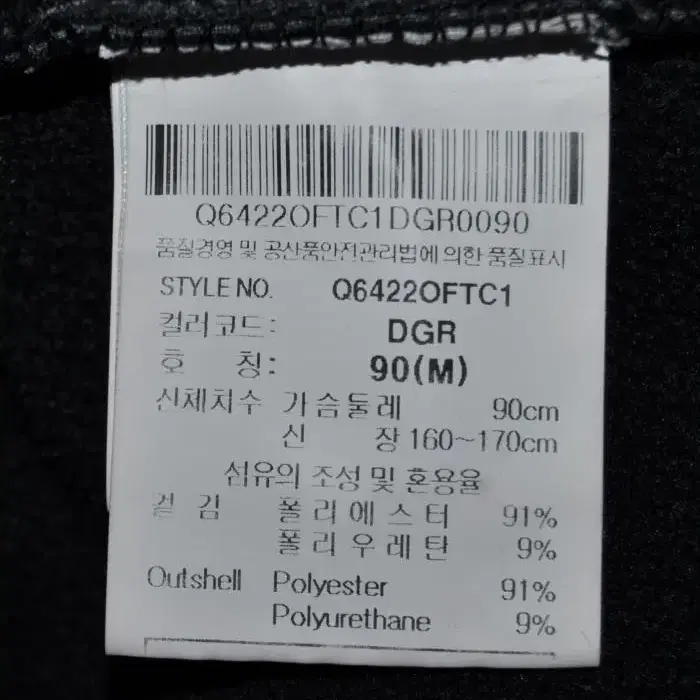 Q6422OFTC1DGR0090
품질경영 및 공산품안전관리법에 의한 품질표시
STYLE NO. Q6422OFTC1
컬러코드: DGR
호 칭: 90(M)
신체치수 가슴둘레 90cm
신 장 160~170cm
섬유의 조성 및 혼용율
겉 감 폴리에스터 91%
폴리우레탄 9%
Outshell Polyester 91%
Polyurethane 9%